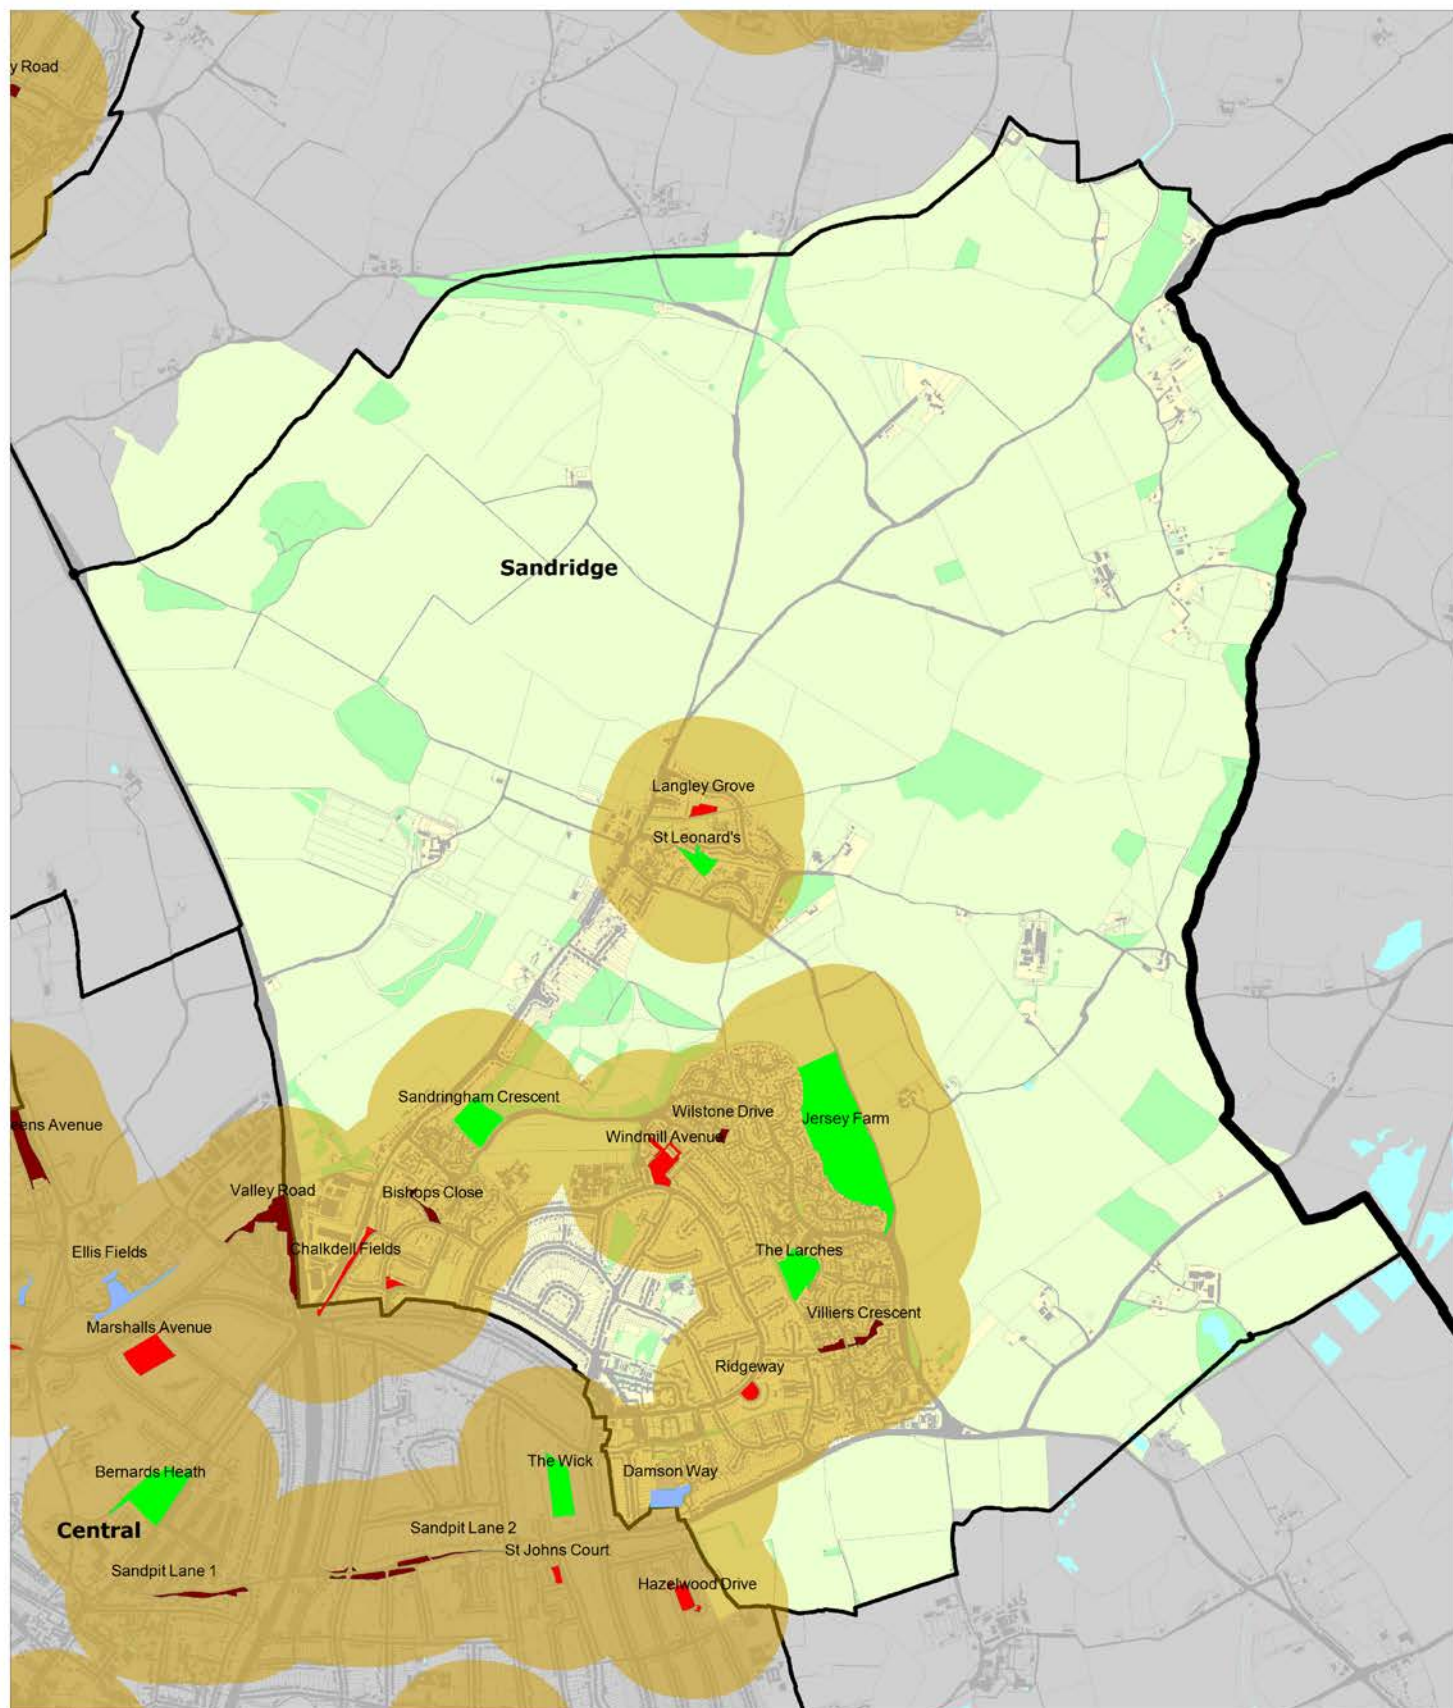 y Road
Sandridge
Langley Grove
St Leonard's
Sandringham Crescent
Wilstone Drive
Jersey Farm
eens Avenue
Windmill Avenue
Valley Road
Bishops Close
Ellis Fields
Chalkdell Fields
The Larches
Marshalls Avenue
Villiers Crescent
Ridgeway
Bernards Heath
The Wick
Damson Way
Central
Sandpit Lane 2
St Johns Court
Sandpit Lane 1
Hazelwood Drive